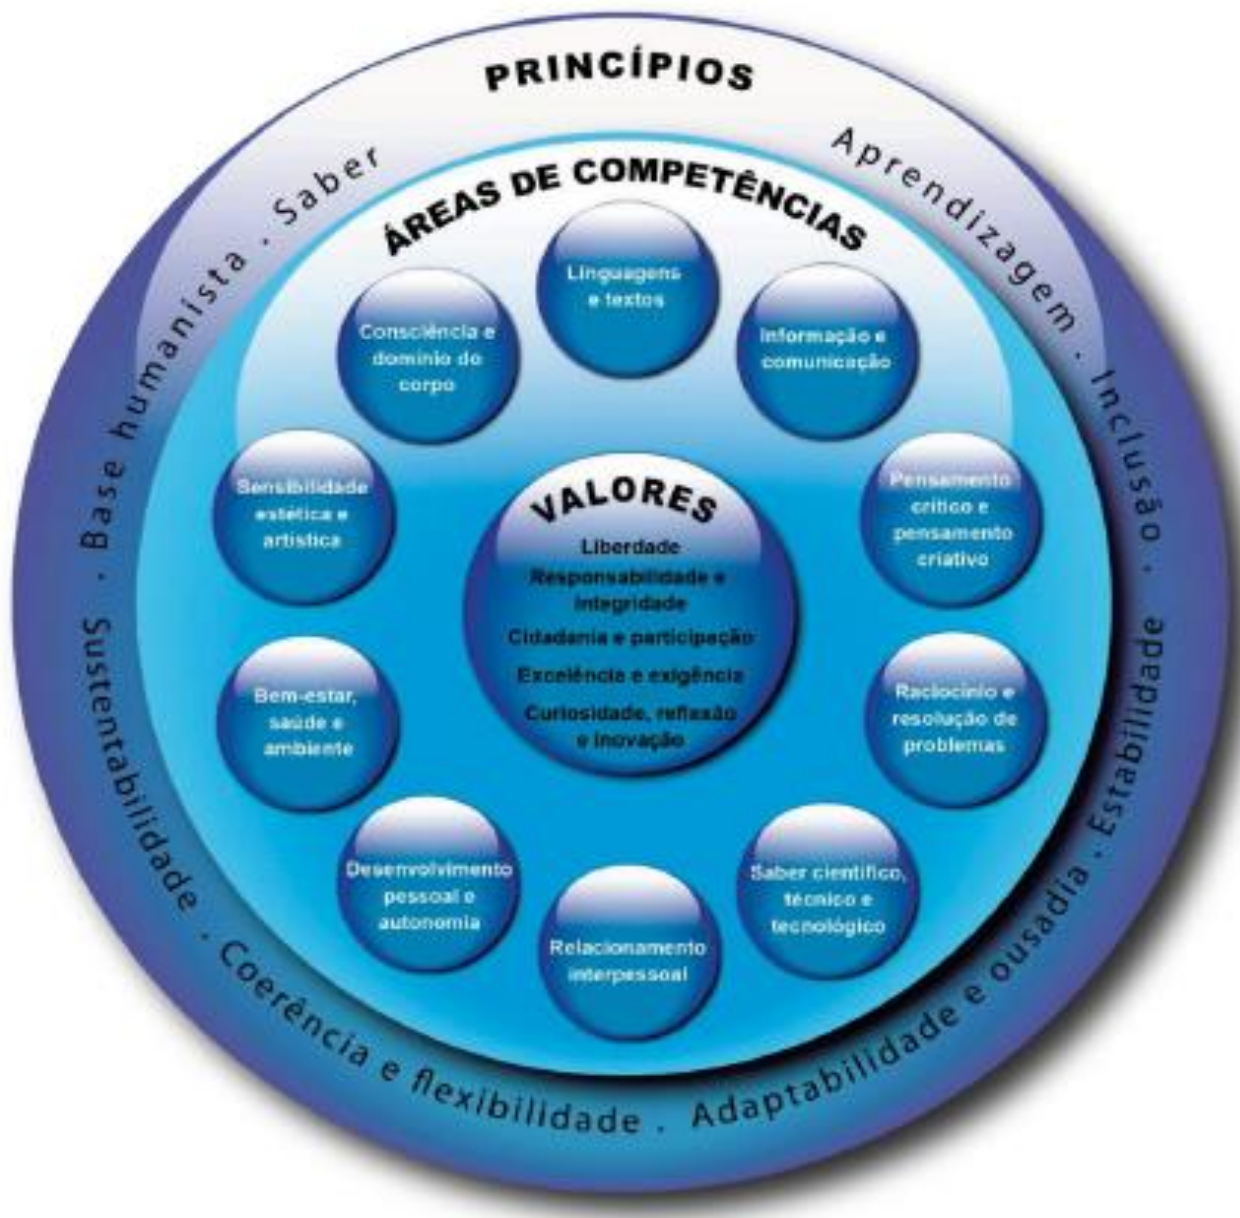 PRINCÍPIOS
Aprendizagem . Inclusão . Estabilidade . Adaptabilidade e ousadia . Coerência e flexibilidade . Sustentabilidade . Base humanista . Saber
ÁREAS DE COMPETÊNCIAS
Linguagens
e textos
Informação e
comunicação
Pensamento
crítico e
pensamento
criativo
Raciocínio e
resolução de
problemas
Saber científico,
técnico e
tecnológico
Relacionamento
interpessoal
Desenvolvimento
pessoal e
autonomia
Bem-estar,
saúde e
ambiente
Sensibilidade
estética e
artística
Consciência e
domínio do
corpo
VALORES
Liberdade
Responsabilidade e
integridade
Cidadania e participação
Excelência e exigência
Curiosidade, reflexão
e inovação